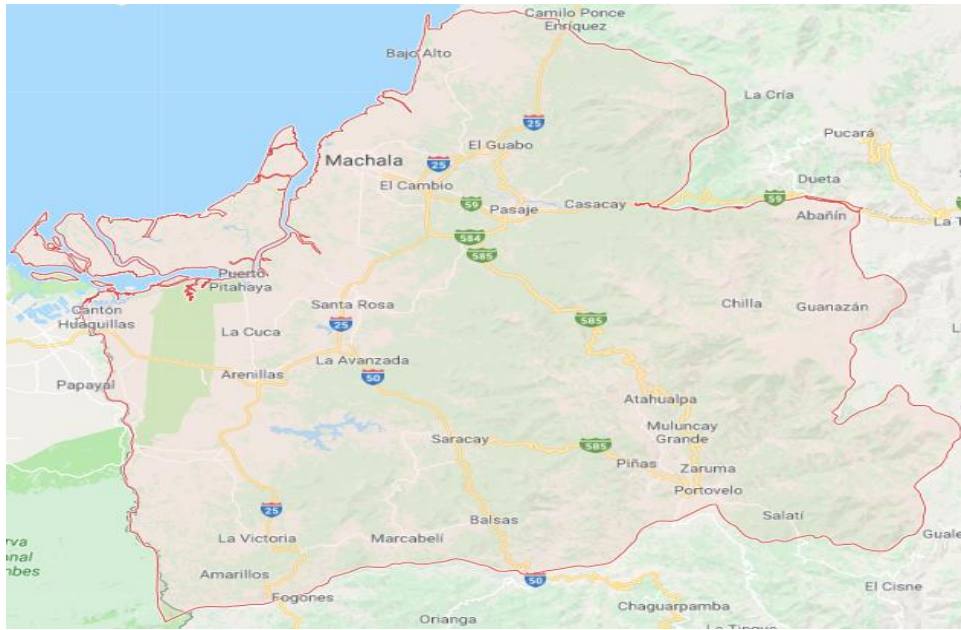 Camilo Ponce
Enríquez
Bajo Alto
La Cría
25
Pucará
El Guabo
Machala
25
Dueta
El Cambio
59
59
Casacay
Pasaje
Abañín
584
585
Puerto
Pitahaya
Chilla
Guanazán
Santa Rosa
Cantón
Huaquillas
585
La Cuca
25
La Avanzada
Arenillas
50
Papayal
Atahualpa
Muluncay
Grande
Saracay
585
Piñas
Zaruma
Portovelo
25
Balsas
Salatí
La Victoria
Marcabelí
Amarillos
50
El Cisne
Fogones
Chaguarpamba
Orianga